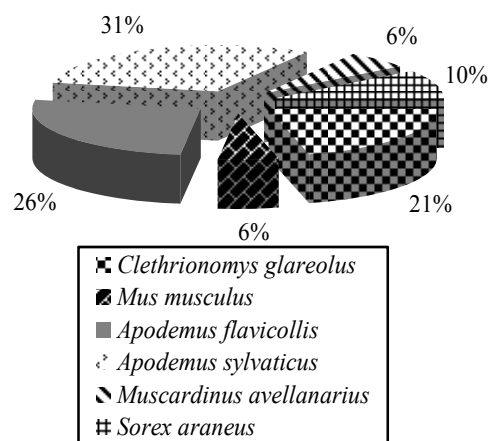 31%
6%
10%
26%
21%
6%
Clethrionomys glareolus
Mus musculus
Apodemus flavicollis
Apodemus sylvaticus
Muscardinus avellanarius
Sorex araneus